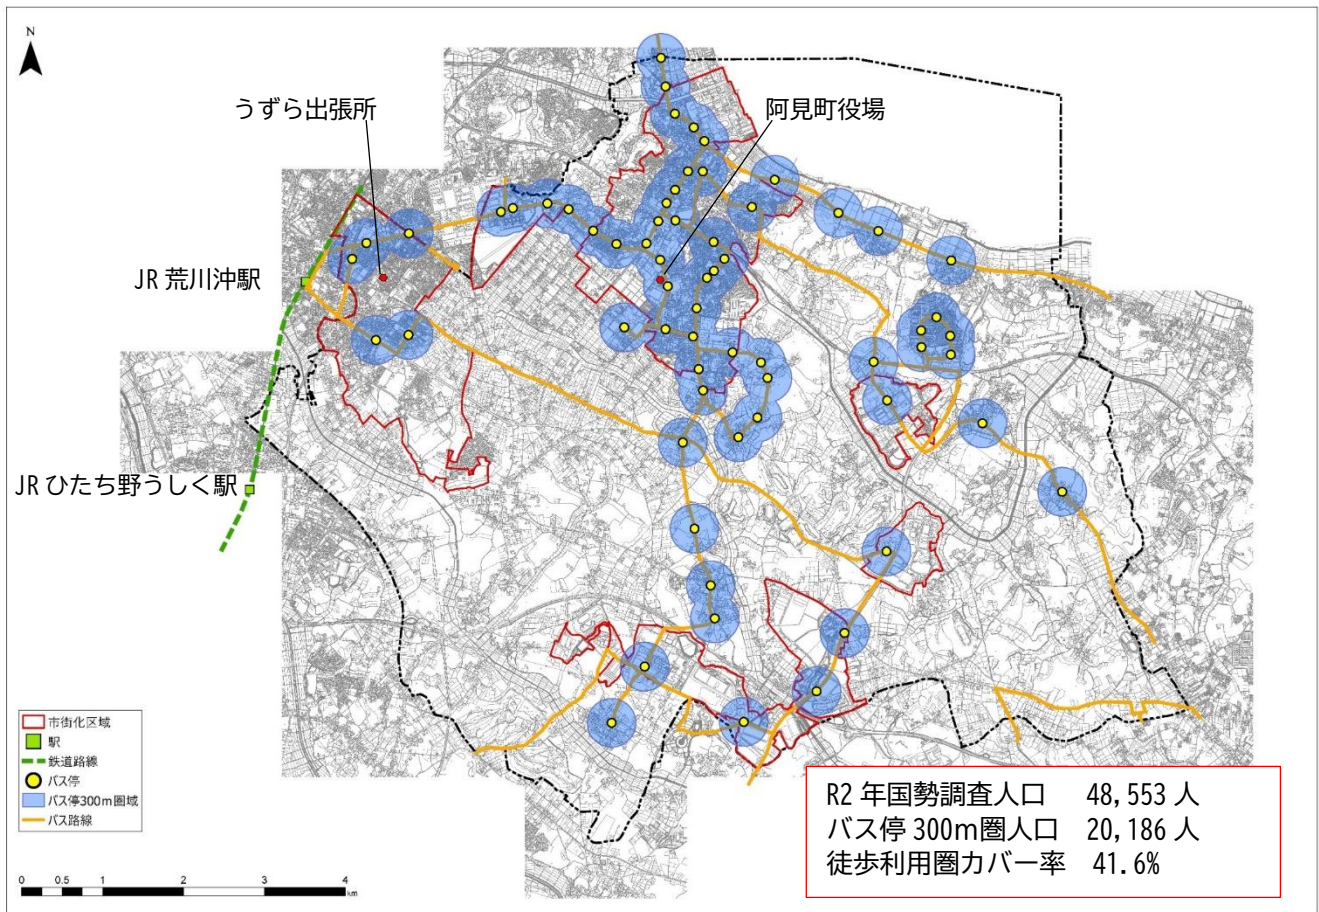 N
うずら出張所
阿見町役場
JR 荒川沖駅
JR ひたち野うしく駅
市街化区域
駅
鉄道路線
バス停
バス停300m圏域
バス路線
0 0.5 1 2 3 4
km
R2 年国勢調査人口 48,553 人
バス停 300m圏人口 20,186 人
徒歩利用圏カバー率 41.6%